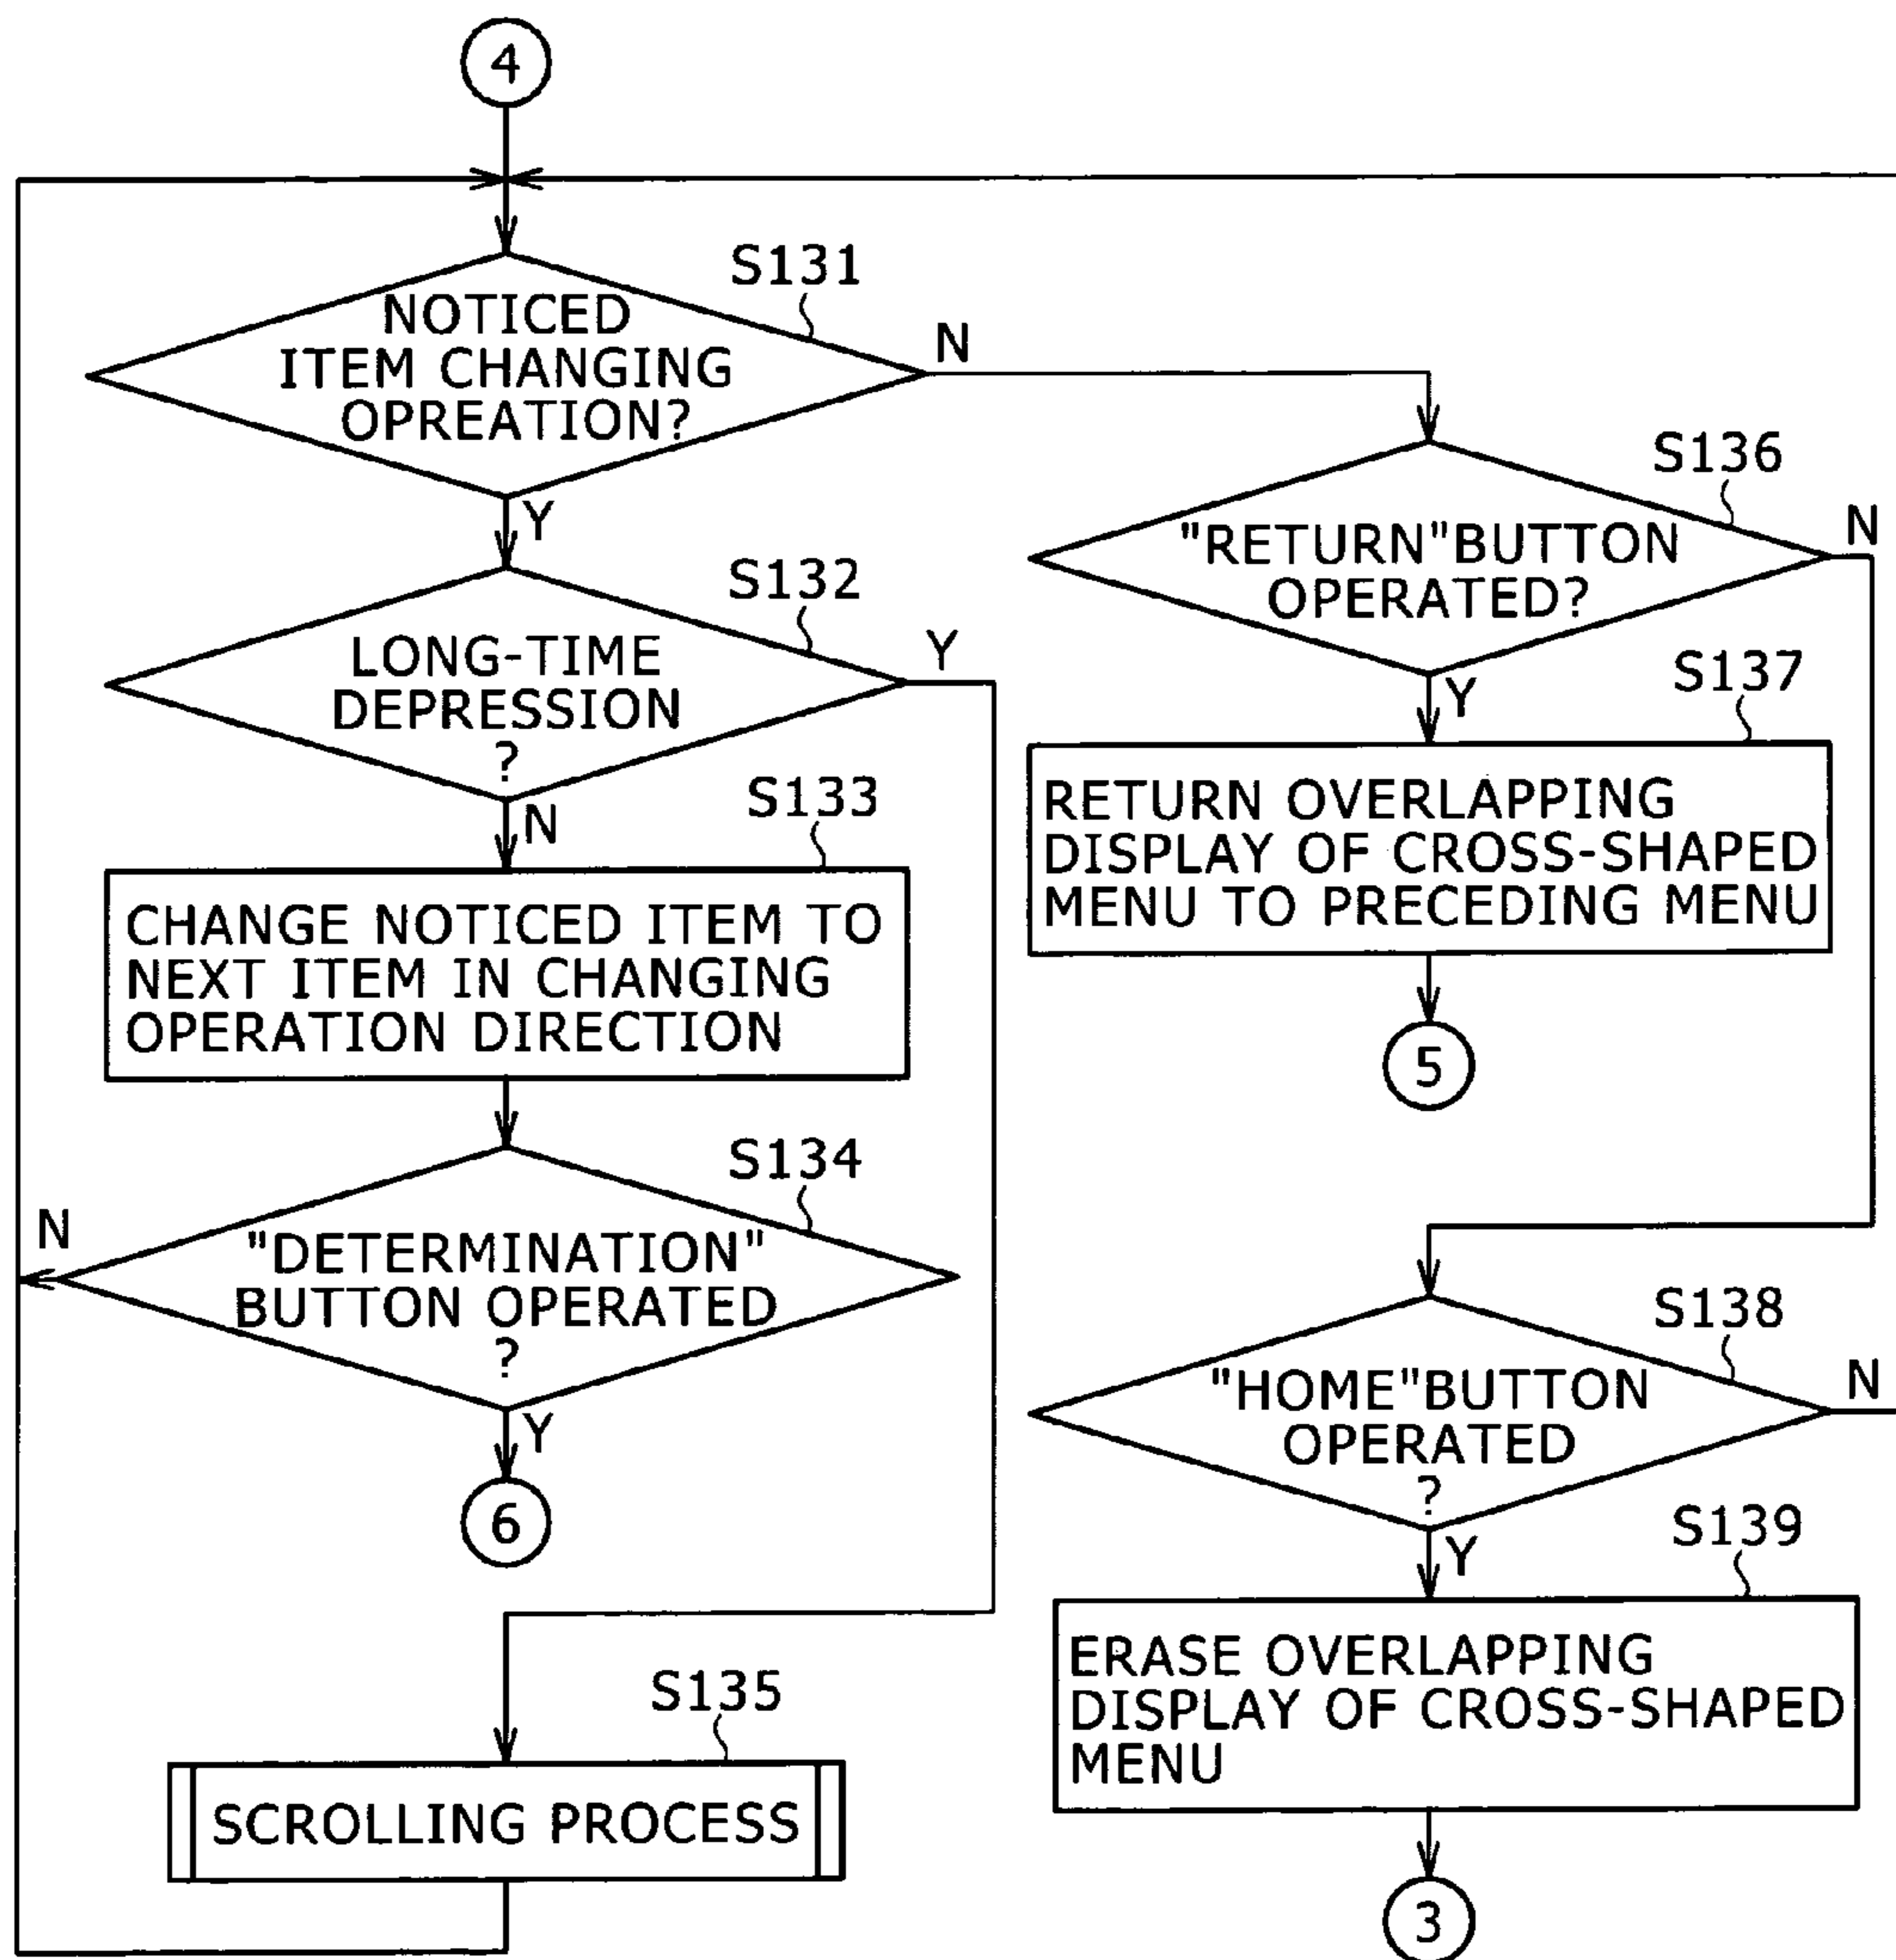 4
S131
NOTICED
ITEM CHANGING
OPREATION?
N
Y
S132
LONG-TIME
DEPRESSION
?
Y
N
S133
CHANGE NOTICED ITEM TO
NEXT ITEM IN CHANGING
OPERATION DIRECTION
S134
"DETERMINATION"
BUTTON OPERATED
?
N
Y
6
S135
SCROLLING PROCESS
S136
"RETURN"BUTTON
OPERATED?
N
Y
S137
RETURN OVERLAPPING
DISPLAY OF CROSS-SHAPED
MENU TO PRECEDING MENU
5
S138
"HOME"BUTTON
OPERATED
?
N
Y
S139
ERASE OVERLAPPING
DISPLAY OF CROSS-SHAPED
MENU
3